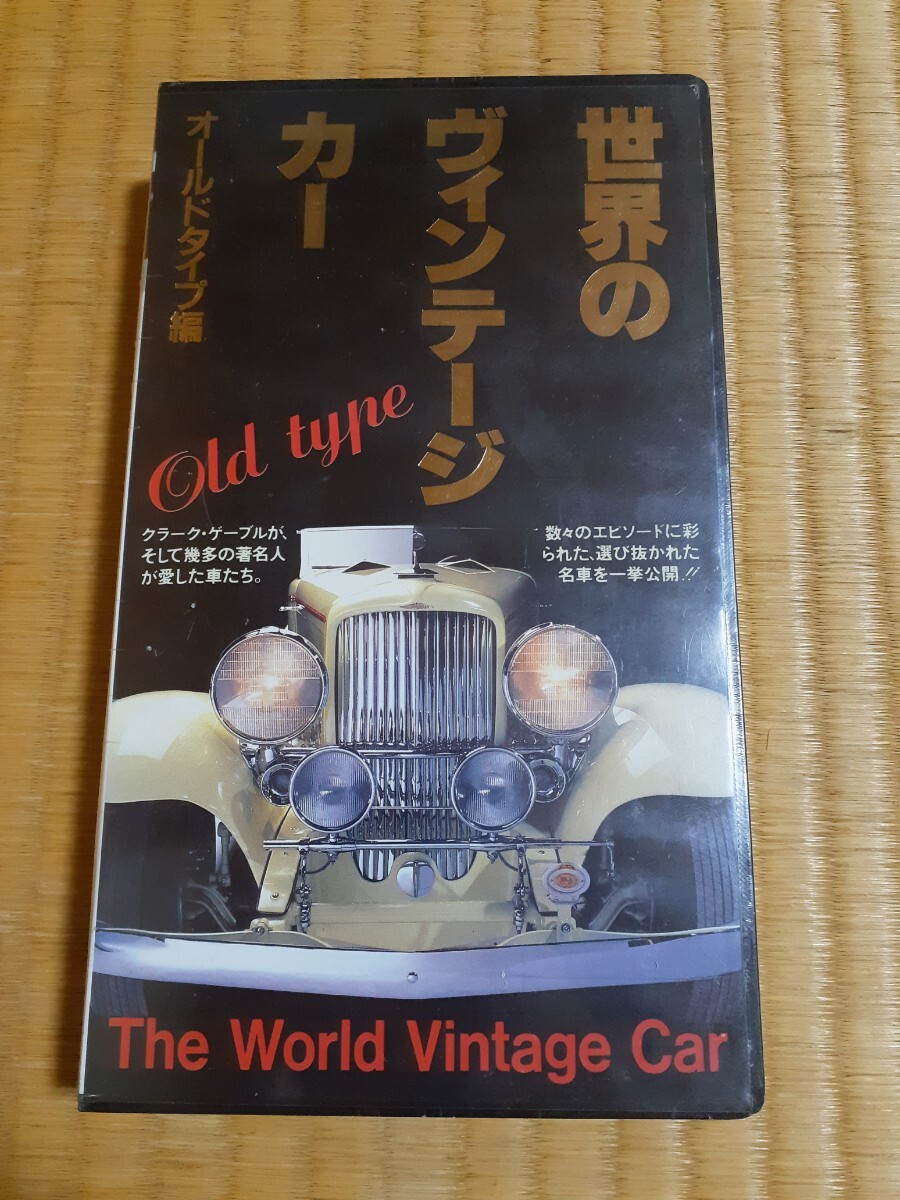 世界の
ヴィンテージ
カー
オールドタイプ編
Old type
数々のエピソードに彩
られた、選び抜かれた
名車を一挙公開!!
クラーク・ゲーブルが、
そして幾多の著名人
が愛した車たち。
The World Vintage Car